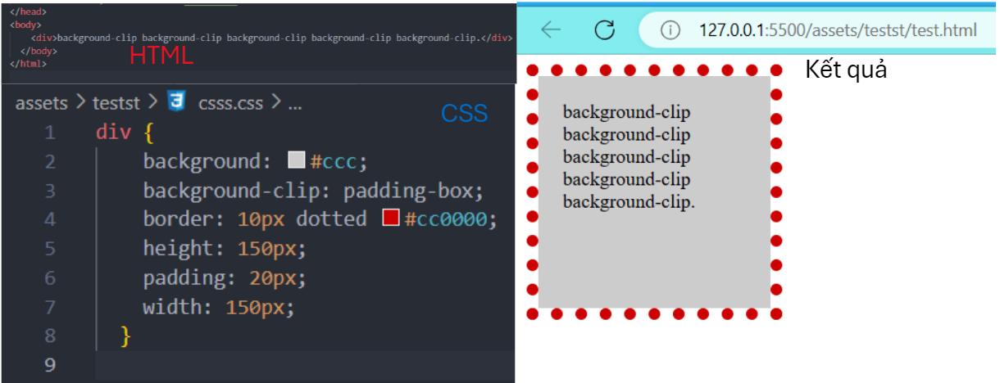 </head>
<body>
<div>background-clip background-clip background-clip background-clip background-clip.</div>
</body>
</html>
HTML
assets > testst > csss.css > ...
CSS
1 div {
2 background: #ccc;
3 background-clip: padding-box;
4 border: 10px dotted #cc0000;
5 height: 150px;
6 padding: 20px;
7 width: 150px;
8 }
9
127.0.0.1:5500/assets/testst/test.html
Kết quả
background-clip
background-clip
background-clip
background-clip
background-clip.